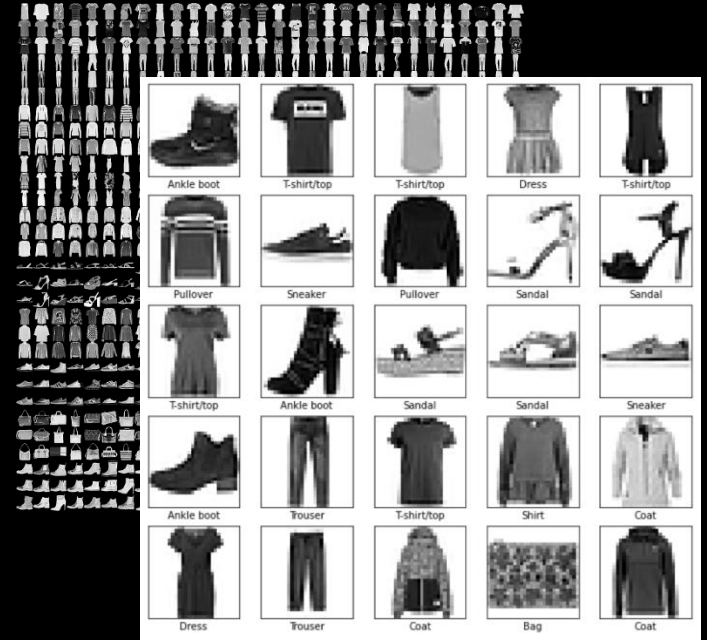 Ankle boot T-shirt/top T-shirt/top Dress T-shirt/top
Pullover Sneaker Pullover Sandal Sandal
T-shirt/top Ankle boot Sandal Sandal Sneaker
Ankle boot Trouser T-shirt/top Shirt Coat
Dress Trouser Coat Bag Coat